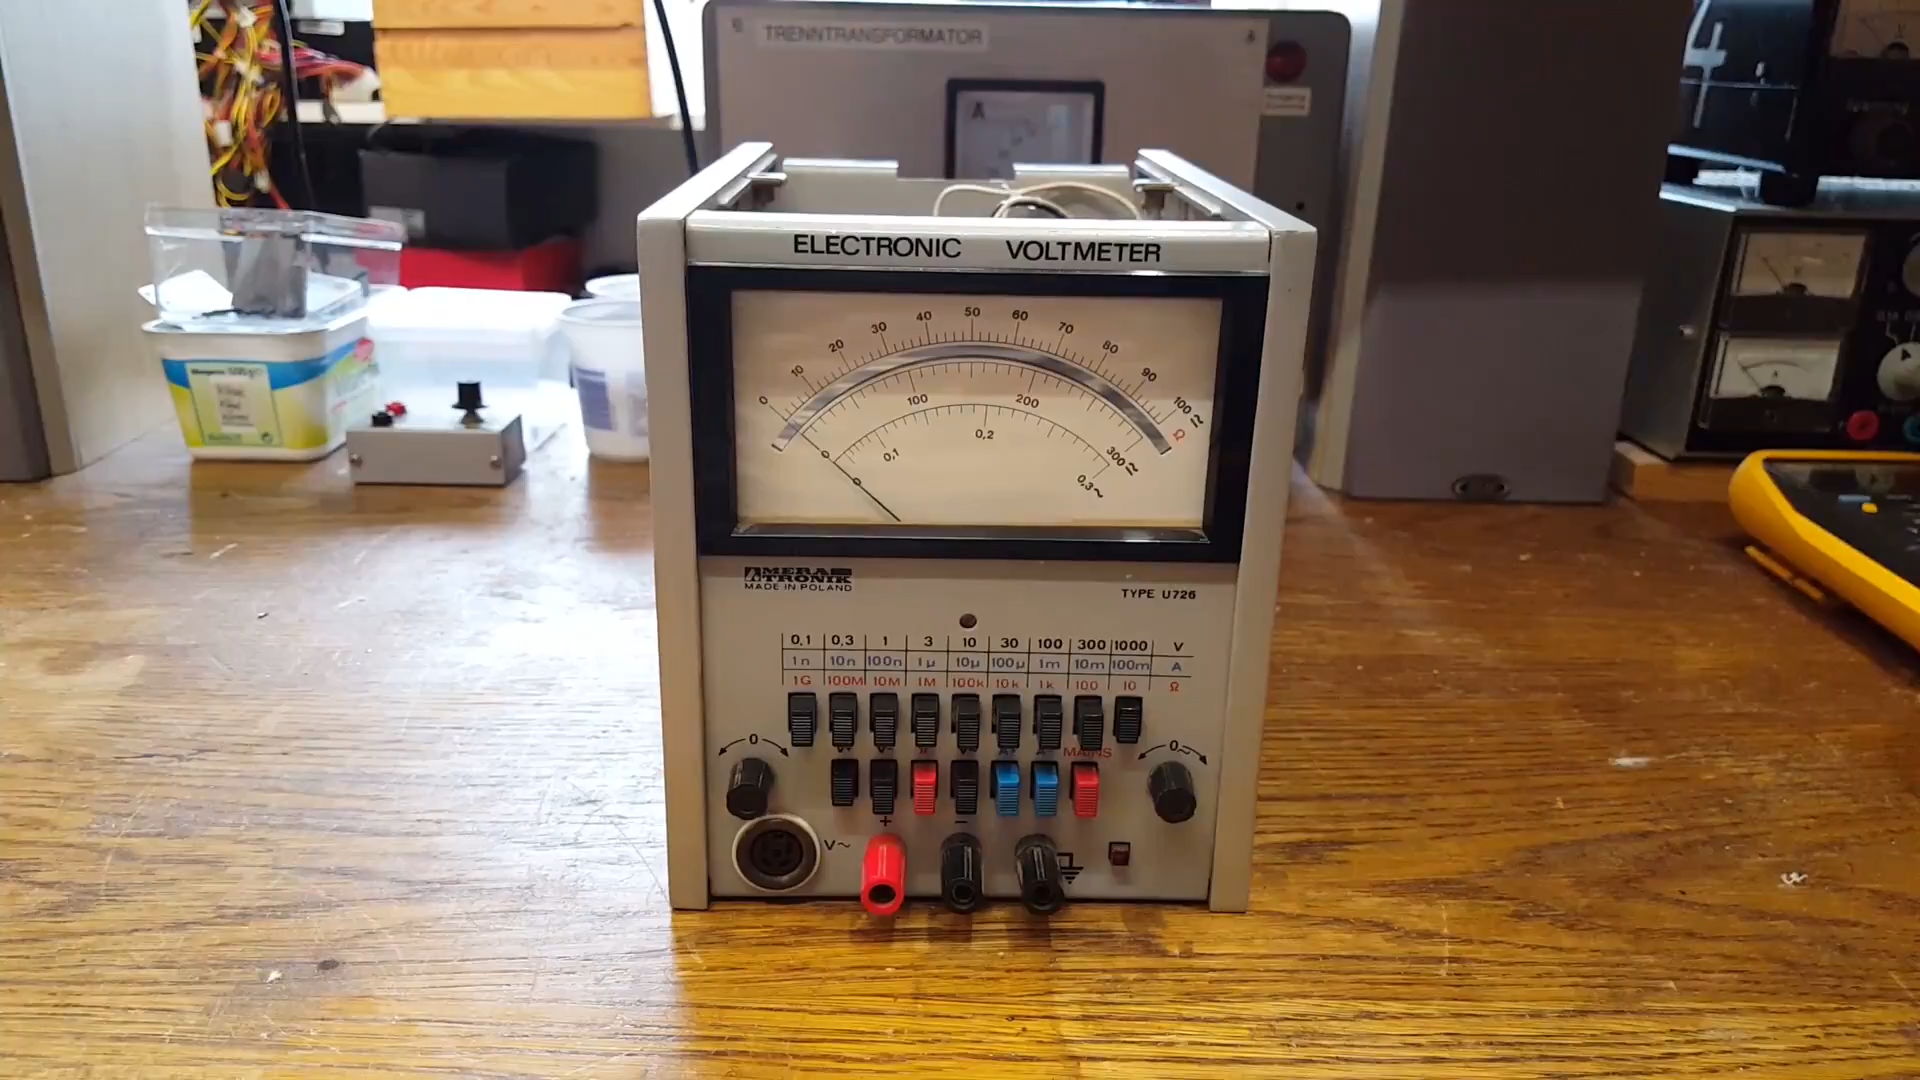 TRENNTRANSFORMATOR
A
4
ELECTRONIC VOLTMETER
0 10 20 30 40 50 60 70 80 90 100
Ω
0 100 200 300
0 0,1 0,2 0,3
MERA
TRONIK
MADE IN POLAND
TYPE U726
0,1 0,3 1 3 10 30 100 300 1000 V
1n 10n 100n 1µ 10µ 100µ 1m 10m 100m A
1G 100M 10M 1M 100k 10k 1k 100 10 Ω
MAINS
0 0
+ −
V~